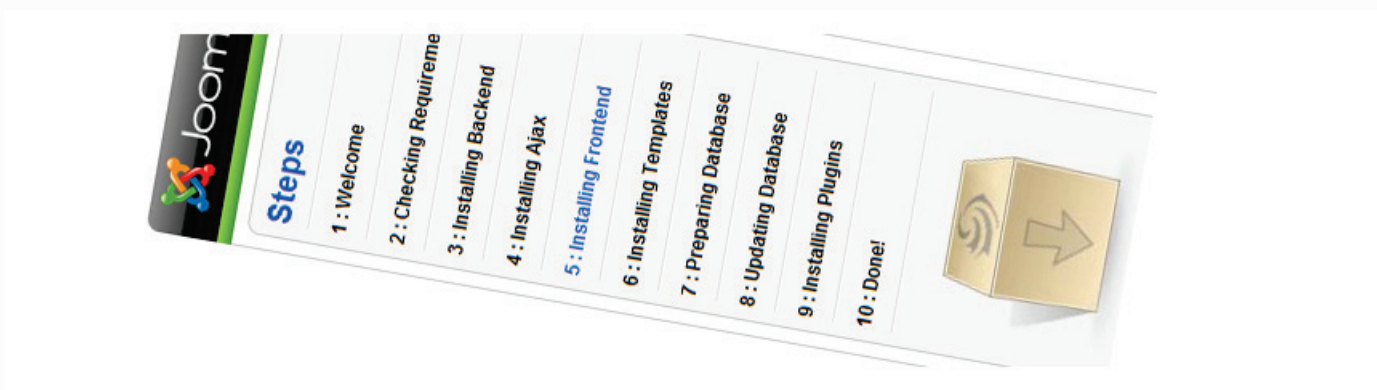 Joom
Steps
1 : Welcome
2 : Checking Requireme
3 : Installing Backend
4 : Installing Ajax
5 : Installing Frontend
6 : Installing Templates
7 : Preparing Database
8 : Updating Database
9 : Installing Plugins
10 : Done!